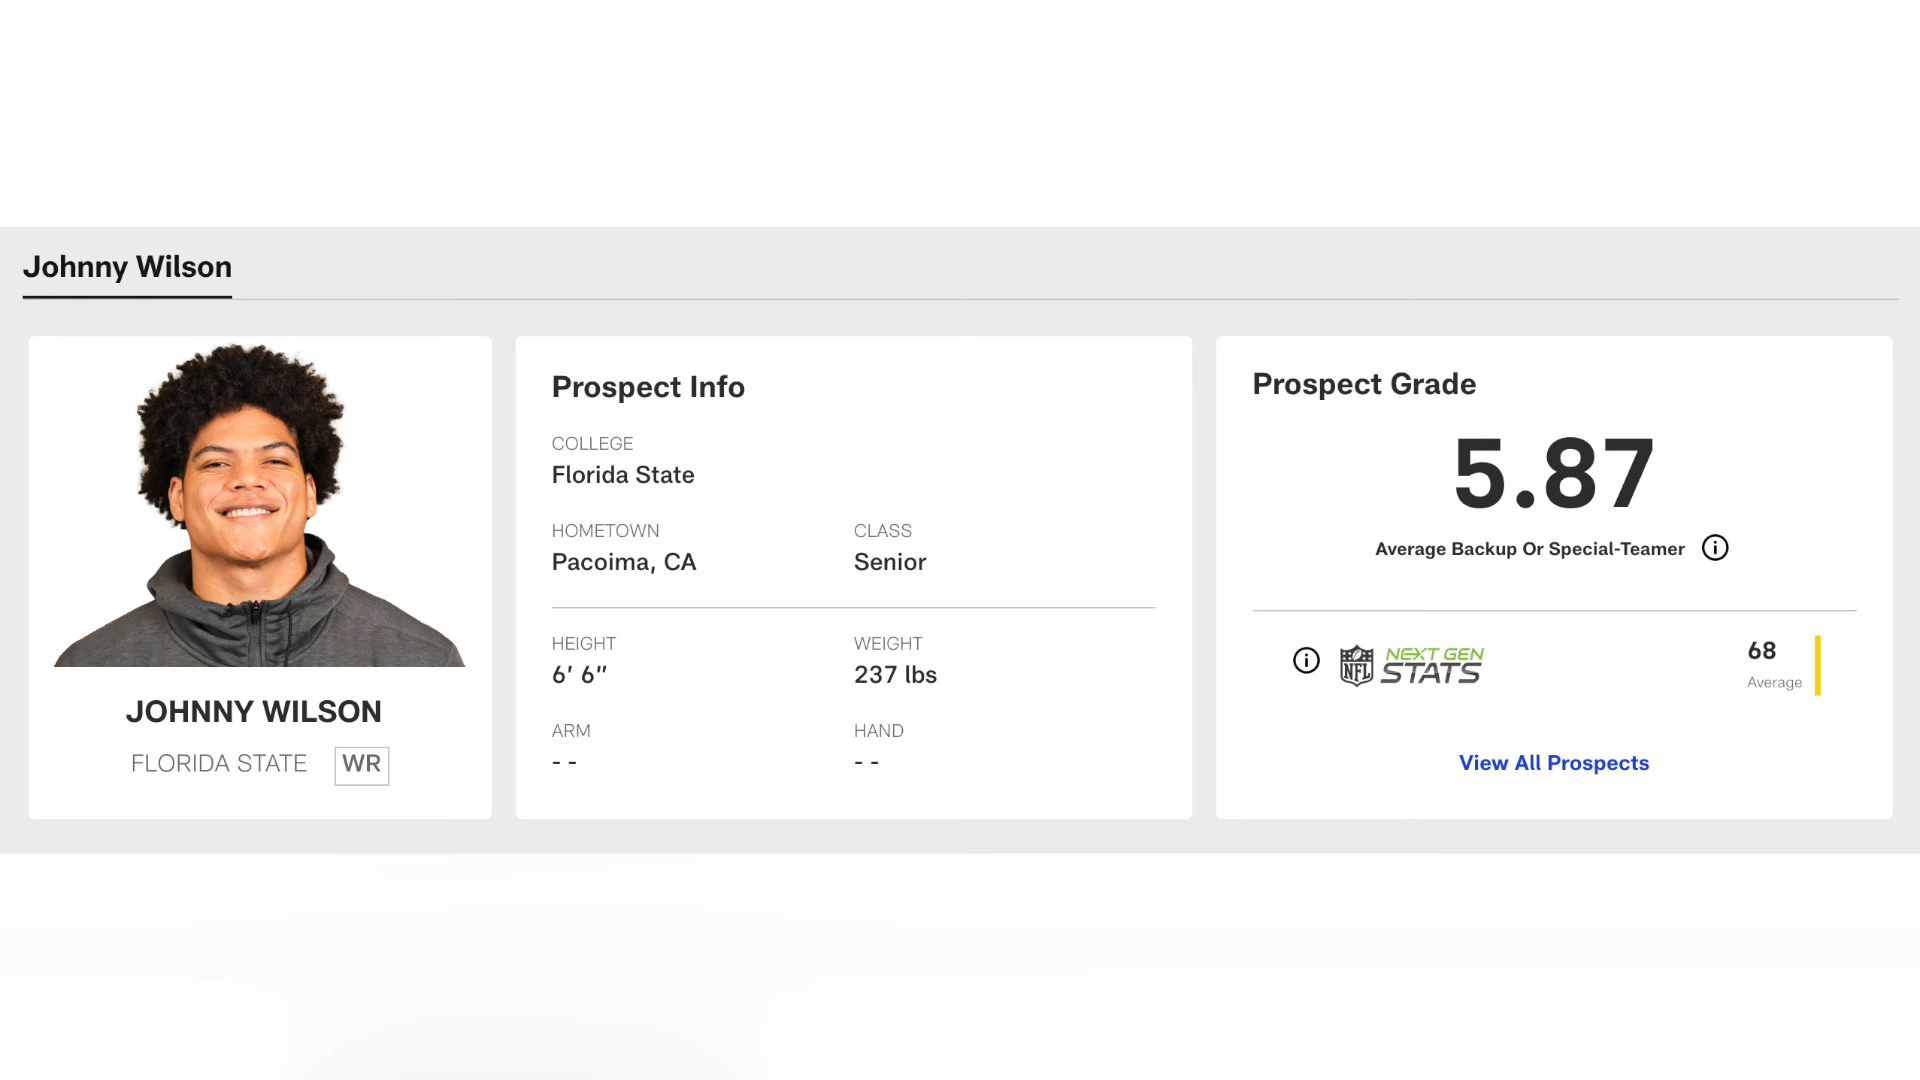 Johnny Wilson
JOHNNY WILSON
FLORIDA STATE WR
Prospect Info
COLLEGE
Florida State
HOMETOWN CLASS
Pacoima, CA Senior
HEIGHT WEIGHT
6′ 6″ 237 lbs
ARM HAND
- - - -
Prospect Grade
5.87
Average Backup Or Special-Teamer i
i NFL NEXT GEN STATS
68
Average
View All Prospects